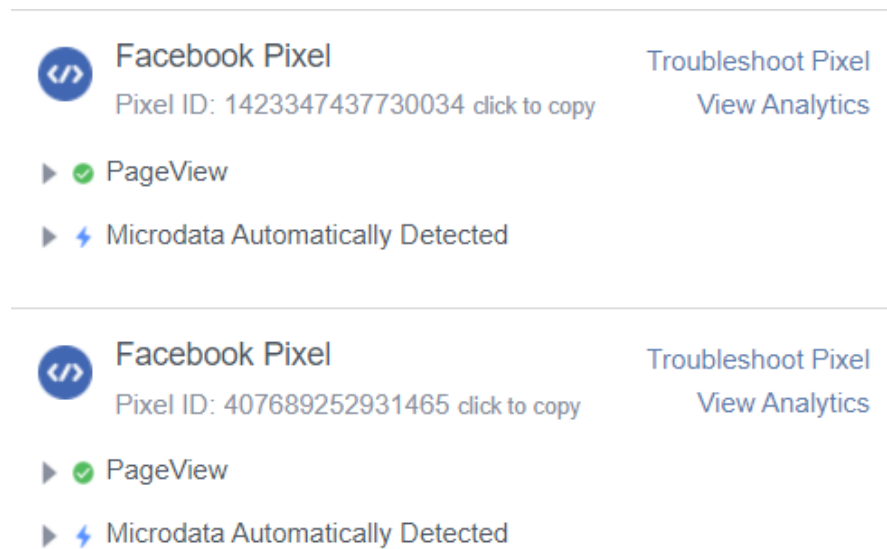 Facebook Pixel
Troubleshoot Pixel
Pixel ID: 1423347437730034 click to copy
View Analytics
PageView
Microdata Automatically Detected
Facebook Pixel
Troubleshoot Pixel
Pixel ID: 407689252931465 click to copy
View Analytics
PageView
Microdata Automatically Detected